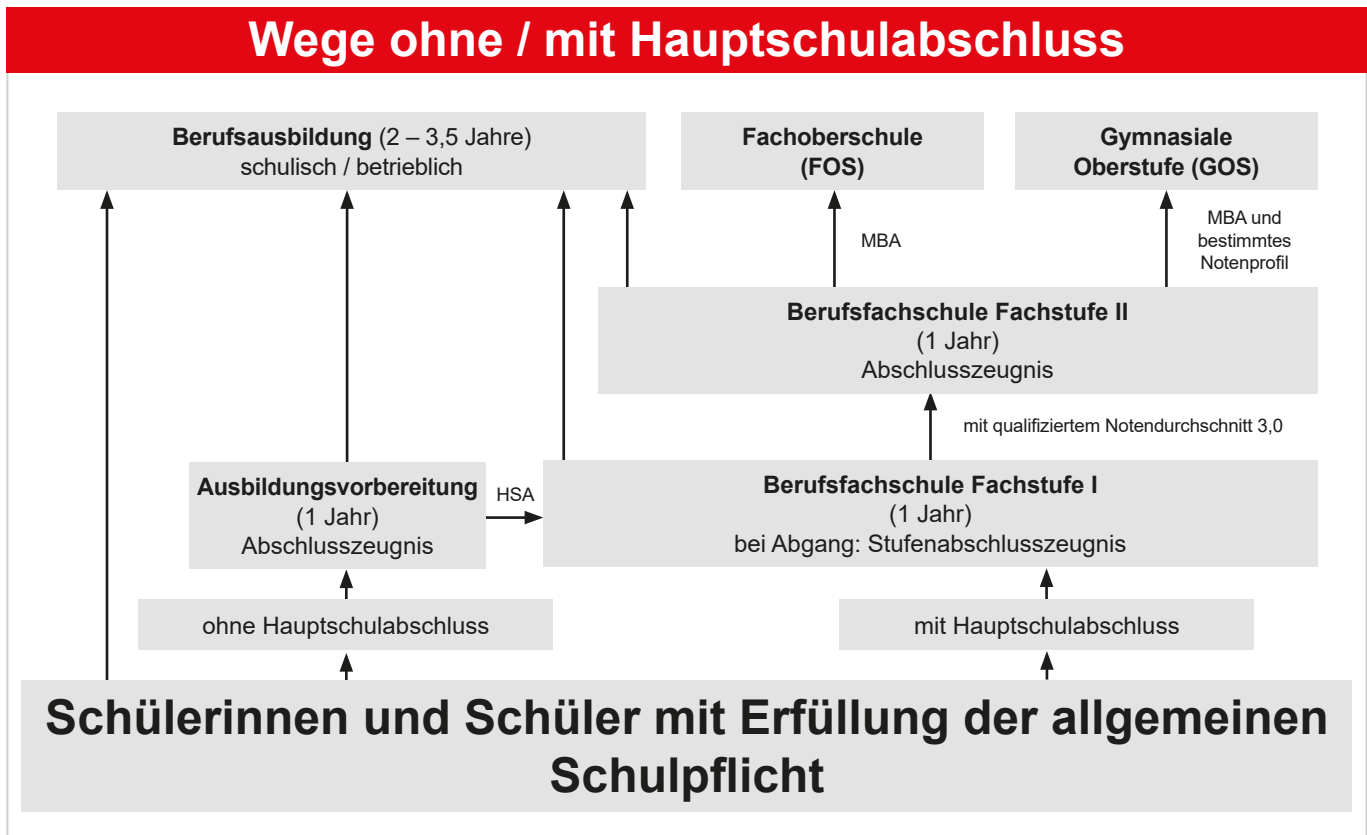 Wege ohne / mit Hauptschulabschluss
Berufsausbildung (2 – 3,5 Jahre)
schulisch / betrieblich
Fachoberschule
(FOS)
Gymnasiale
Oberstufe (GOS)
MBA
MBA und
bestimmtes
Notenprofil
Berufsfachschule Fachstufe II
(1 Jahr)
Abschlusszeugnis
mit qualifiziertem Notendurchschnitt 3,0
Ausbildungsvorbereitung
(1 Jahr)
Abschlusszeugnis
HSA
Berufsfachschule Fachstufe I
(1 Jahr)
bei Abgang: Stufenabschlusszeugnis
ohne Hauptschulabschluss
mit Hauptschulabschluss
Schülerinnen und Schüler mit Erfüllung der allgemeinen
Schulpflicht